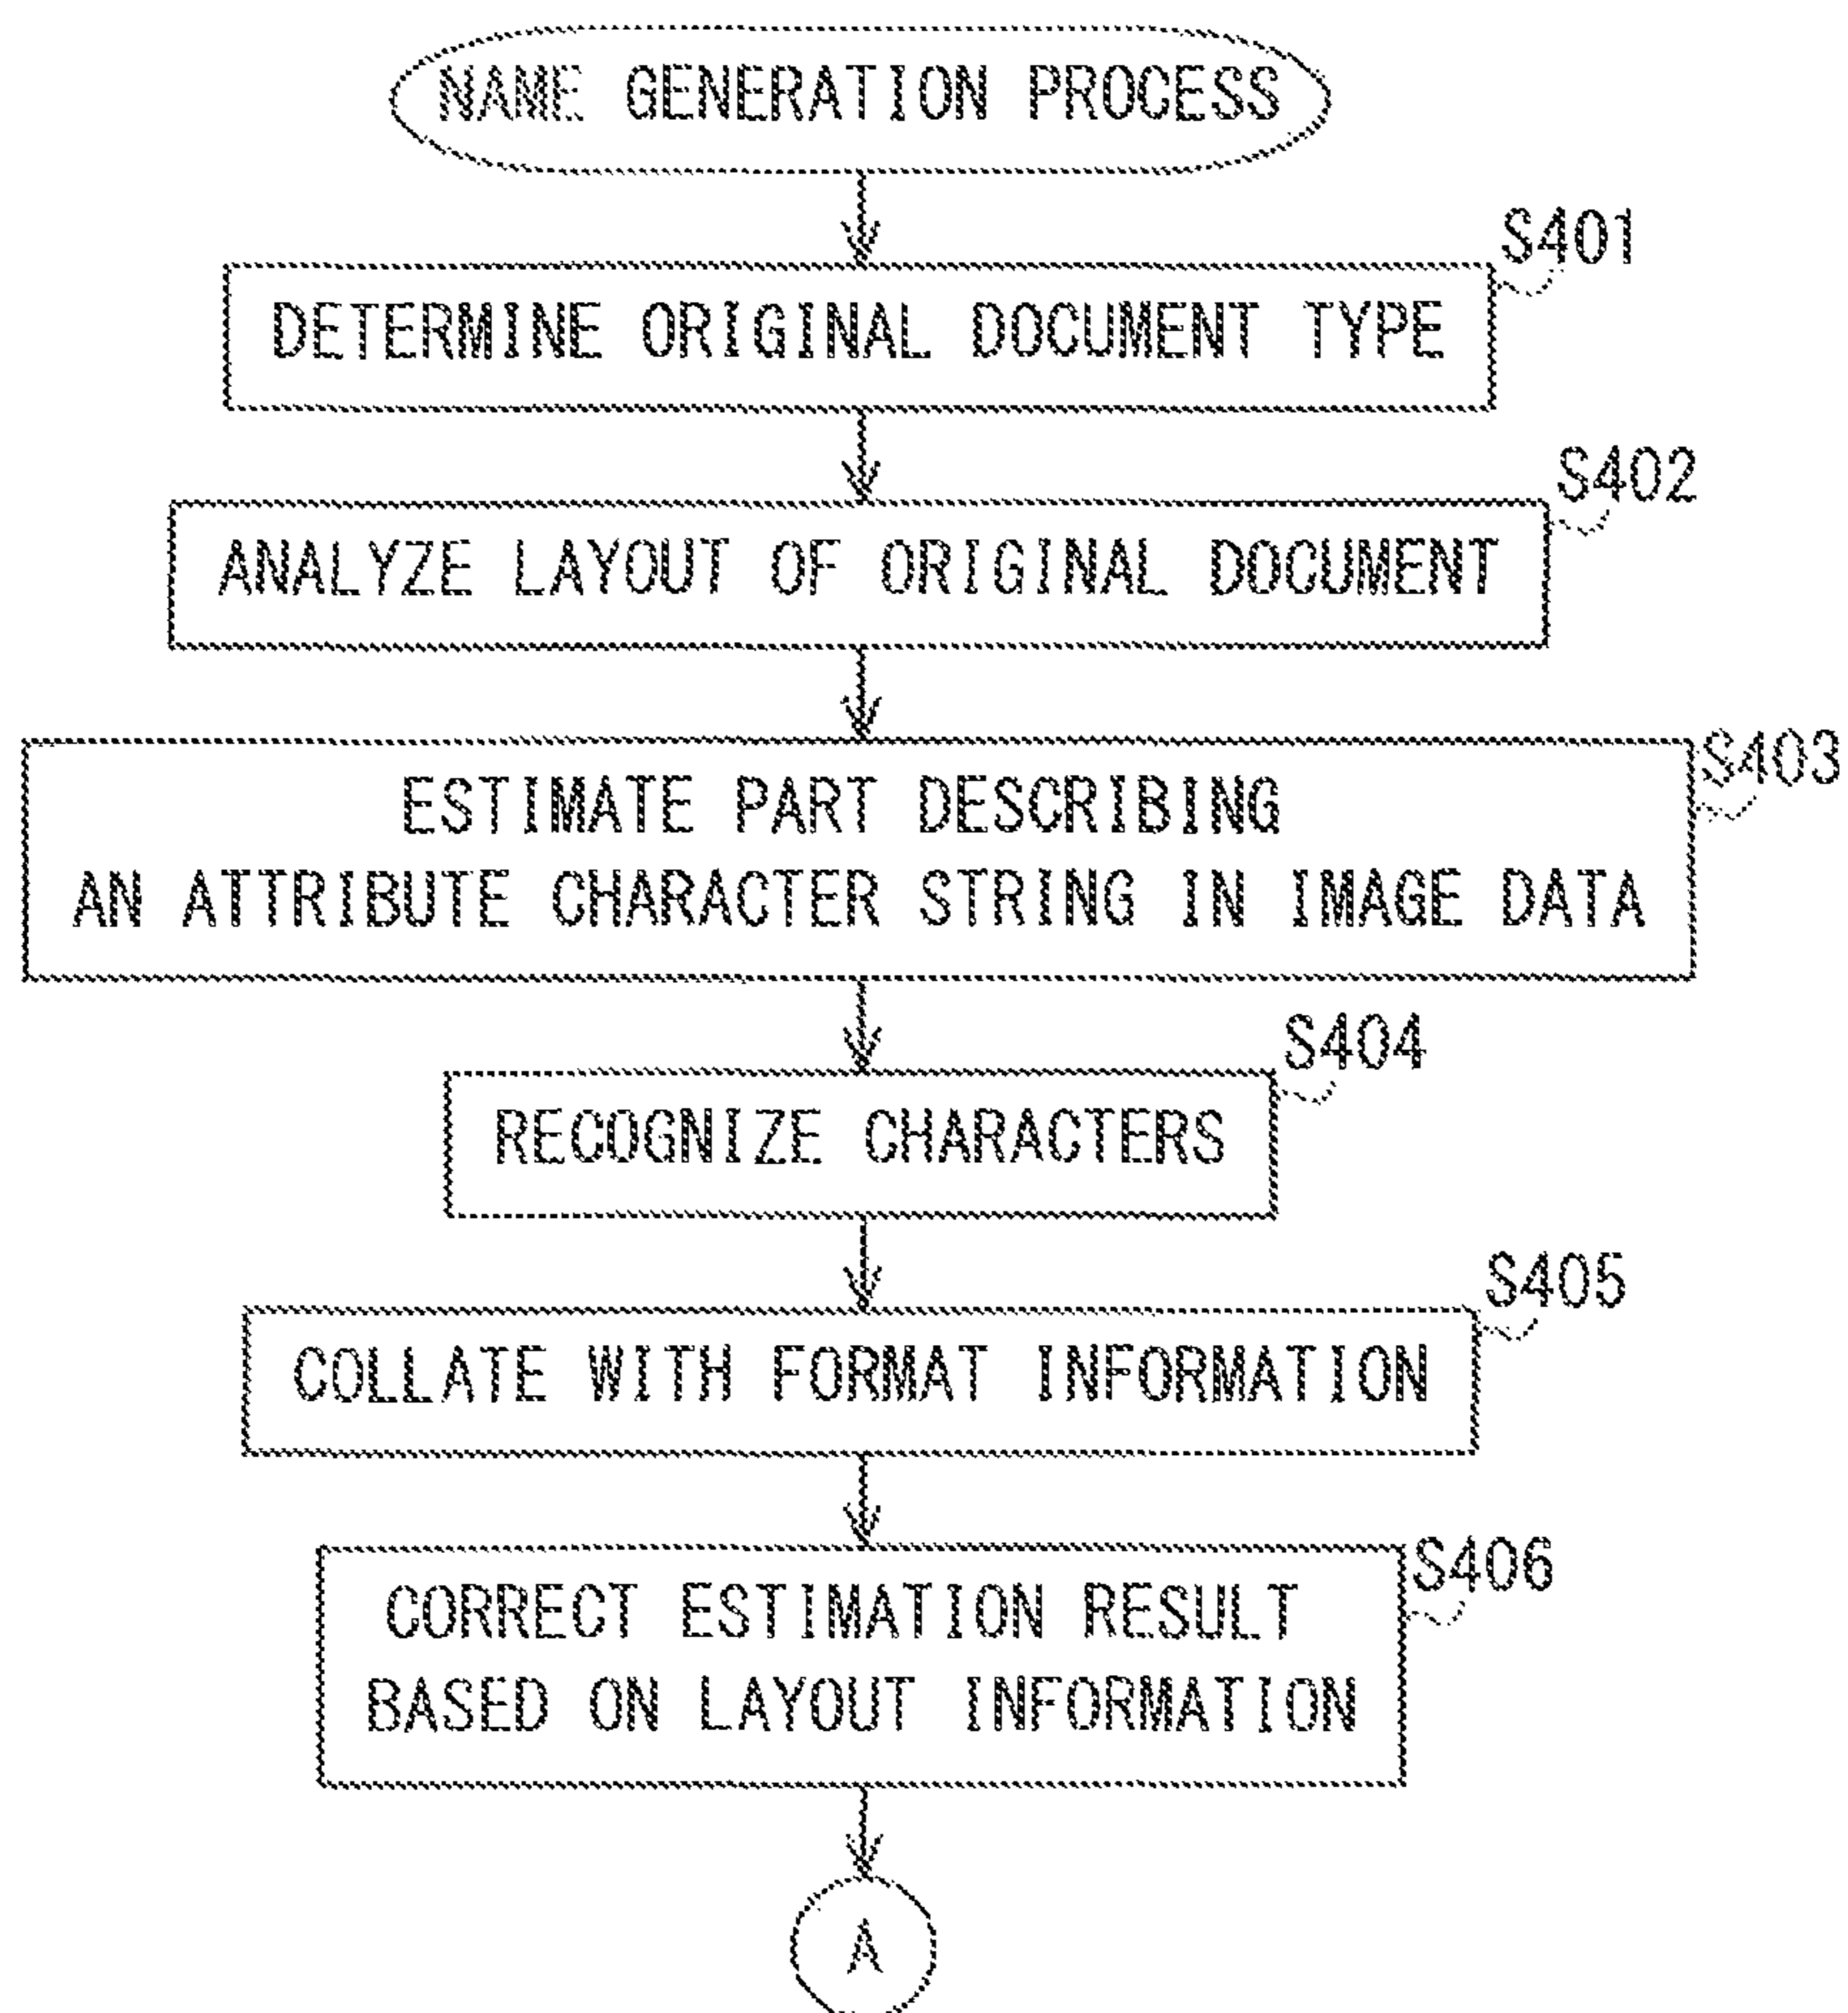 NAME GENERATION PROCESS
S401
DETERMINE ORIGINAL DOCUMENT TYPE
S402
ANALYZE LAYOUT OF ORIGINAL DOCUMENT
S403
ESTIMATE PART DESCRIBING
AN ATTRIBUTE CHARACTER STRING IN IMAGE DATA
S404
RECOGNIZE CHARACTERS
S405
COLLATE WITH FORMAT INFORMATION
S406
CORRECT ESTIMATION RESULT
BASED ON LAYOUT INFORMATION
A